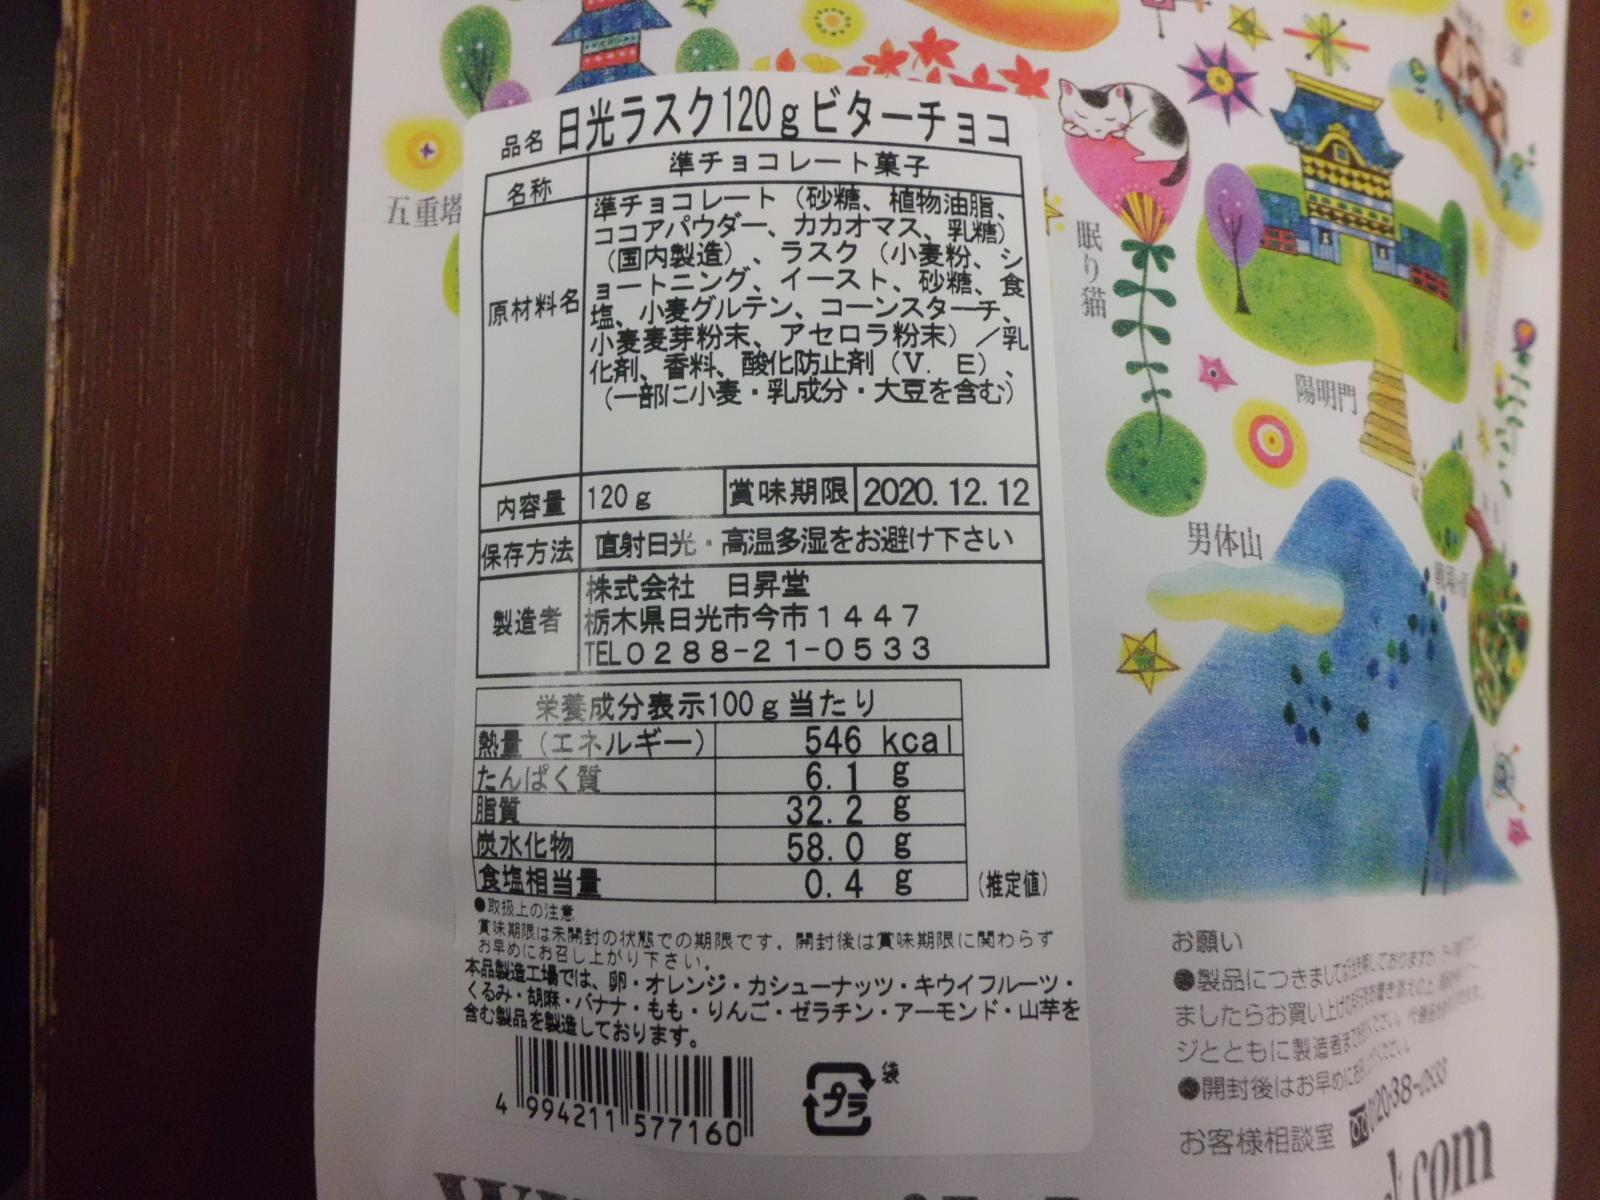 品名 日光ラスク120gビターチョコ
名称 準チョコレート菓子
原材料名
準チョコレート（砂糖、植物油脂、
ココアパウダー、カカオマス、乳糖）
（国内製造）、ラスク（小麦粉、シ
ョートニング、イースト、砂糖、食
塩、小麦グルテン、コーンスターチ、
小麦麦芽粉末、アセロラ粉末）／乳
化剤、香料、酸化防止剤（V. E）、
（一部に小麦・乳成分・大豆を含む）
内容量 120g 賞味期限 2020.12.12
保存方法 直射日光・高温多湿をお避け下さい
製造者
株式会社 日昇堂
栃木県日光市今市1447
TEL0288-21-0533
栄養成分表示100g当たり
熱量（エネルギー） 546 kcal
たんぱく質 6.1 g
脂質 32.2 g
炭水化物 58.0 g
食塩相当量 0.4 g (推定値)
●取扱上の注意
賞味期限は未開封の状態での期限です。開封後は賞味期限に関わらず
お早めにお召し上がり下さい。
本品製造工場では、卵・オレンジ・カシューナッツ・キウイフルーツ・
くるみ・胡麻・バナナ・もも・りんご・ゼラチン・アーモンド・山芋を
含む製品を製造しております。
4 994211 577160
プラ 袋
五重塔
眠り猫
陽明門
男体山
お願い
●製品につきまして
ましたらお買い上げの
ジとともに製造者まで
●開封後はお早めに
お客様相談室 0120-38-0533
.com